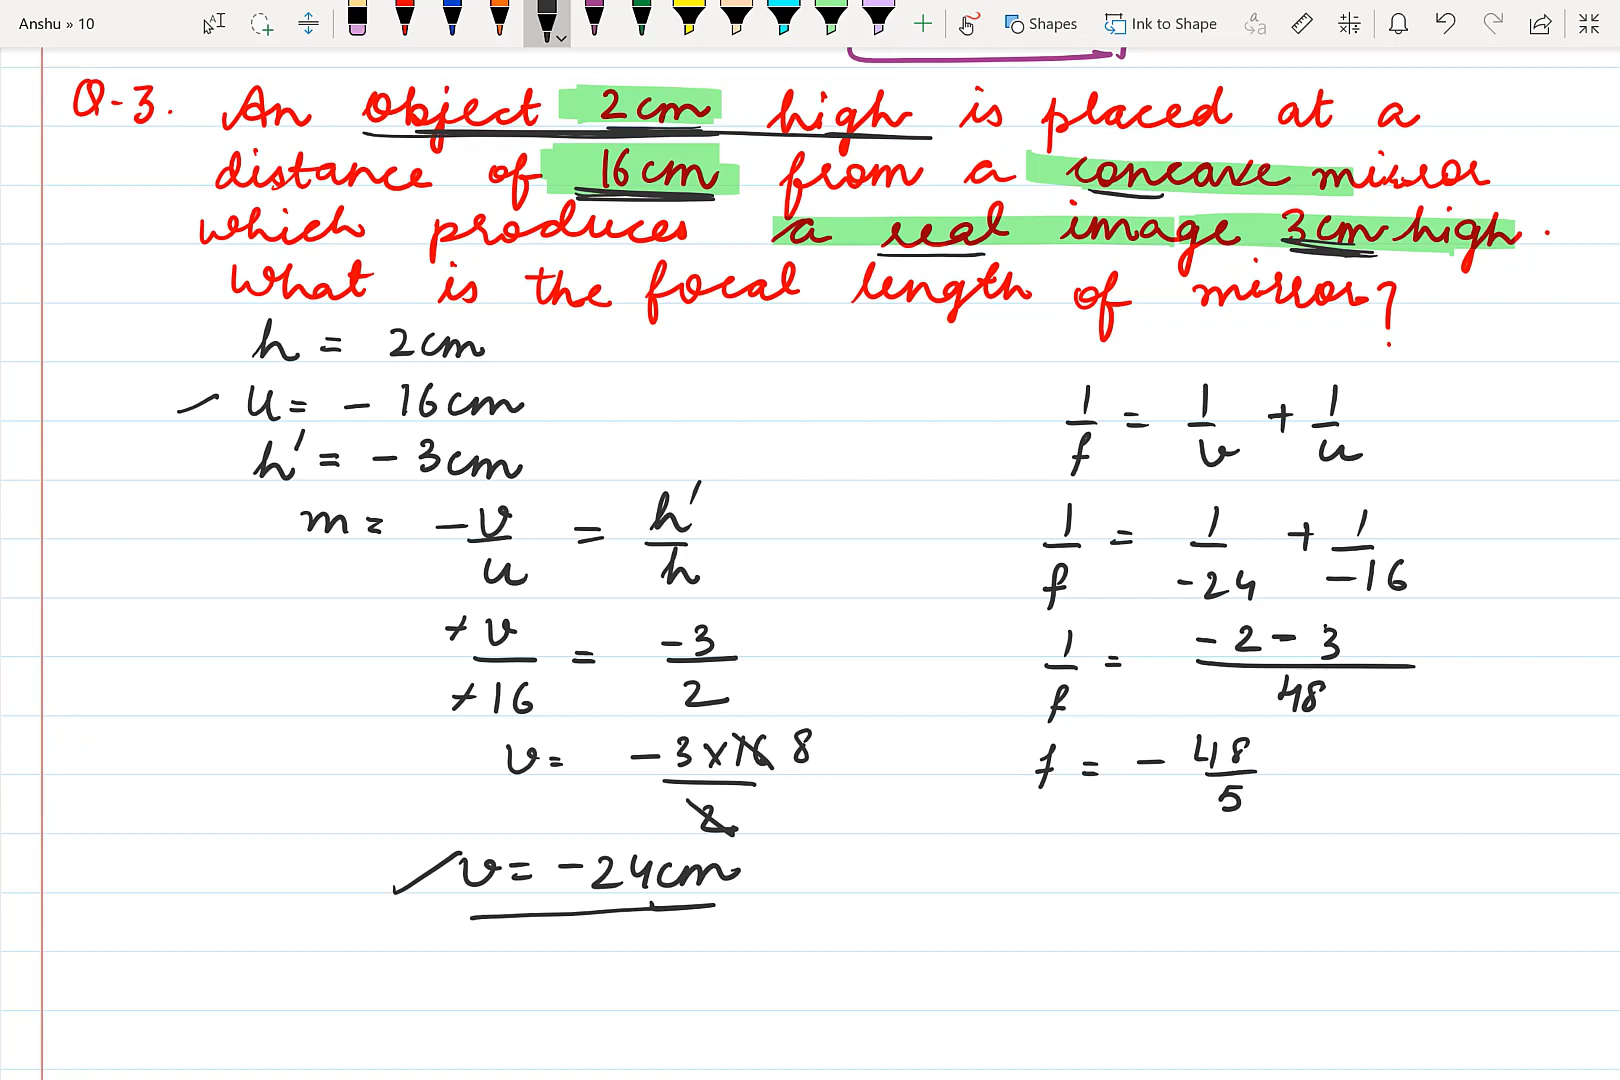 Anshu » 10
Shapes
Ink to Shape
Q-3. An object 2cm high is placed at a
distance of 16cm from a concave mirror
which produces a real image 3cm high.
What is the focal length of mirror?
h = 2cm
u = - 16cm
h' = - 3cm
m = -v/u = h'/h
+v/+16 = -3/2
v = -3×16 8/2
v = -24cm
1/f = 1/v + 1/u
1/f = 1/-24 + 1/-16
1/f = -2-3/48
f = -48/5